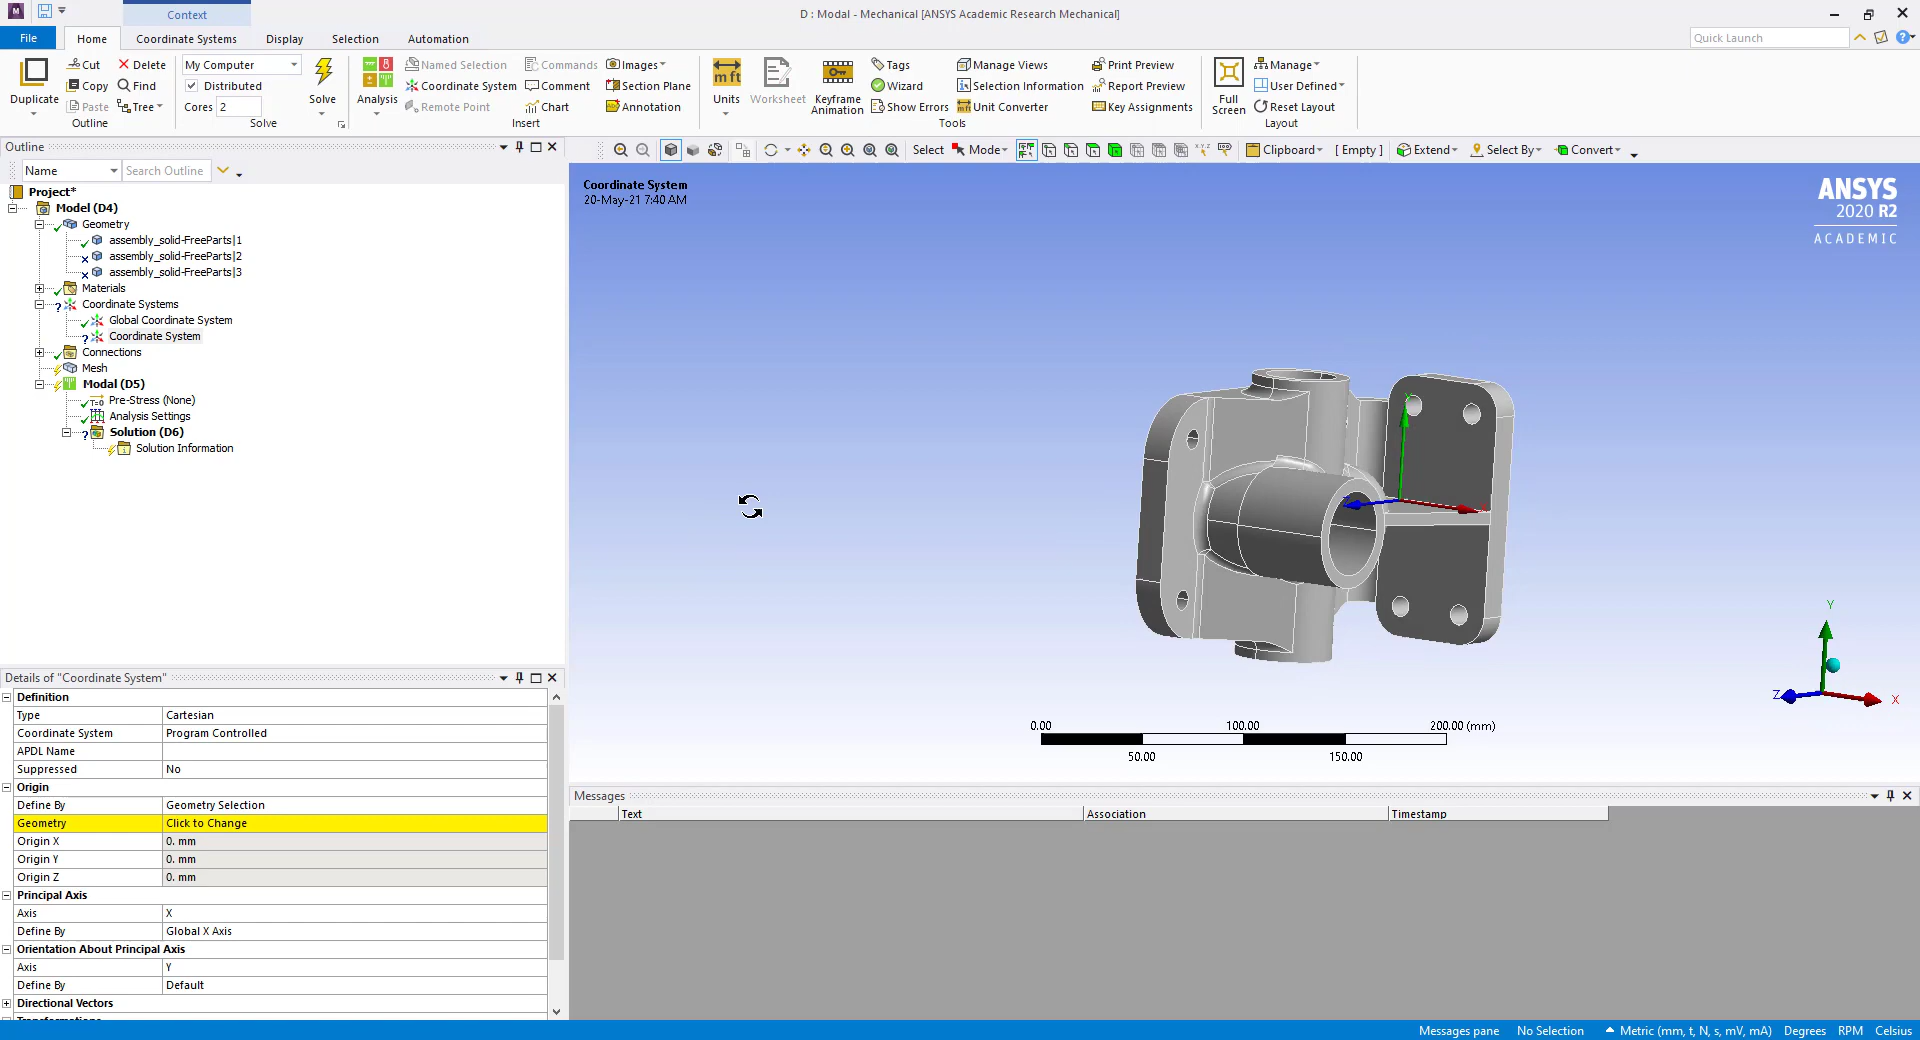 Context
D : Modal - Mechanical [ANSYS Academic Research Mechanical]
File
Home
Coordinate Systems
Display
Selection
Automation
Quick Launch
Duplicate
Cut
Copy
Paste
Delete
Find
Tree
Outline
My Computer
Distributed
Cores 2
Solve
Solve
Analysis
Named Selection
Coordinate System
Remote Point
Commands
Comment
Chart
Images
Section Plane
Annotation
Insert
Units
Worksheet
Keyframe
Animation
Tags
Wizard
Show Errors
Manage Views
Selection Information
Unit Converter
Print Preview
Report Preview
Key Assignments
Tools
Full
Screen
Manage
User Defined
Reset Layout
Layout
Outline
Name
Search Outline
Select
Mode
Clipboard
[ Empty ]
Extend
Select By
Convert
Project*
Model (D4)
Geometry
assembly_solid-FreeParts|1
assembly_solid-FreeParts|2
assembly_solid-FreeParts|3
Materials
Coordinate Systems
Global Coordinate System
Coordinate System
Connections
Mesh
Modal (D5)
Pre-Stress (None)
Analysis Settings
Solution (D6)
Solution Information
Coordinate System
20-May-21 7:40 AM
ANSYS
2020 R2
ACADEMIC
Y
Z
X
0.00
100.00
200.00 (mm)
50.00
150.00
Details of "Coordinate System"
Definition
Type Cartesian
Coordinate System Program Controlled
APDL Name
Suppressed No
Origin
Define By Geometry Selection
Geometry Click to Change
Origin X 0. mm
Origin Y 0. mm
Origin Z 0. mm
Principal Axis
Axis X
Define By Global X Axis
Orientation About Principal Axis
Axis Y
Define By Default
Directional Vectors
Messages
Text
Association
Timestamp
Messages pane
No Selection
Metric (mm, t, N, s, mV, mA)
Degrees
RPM
Celsius